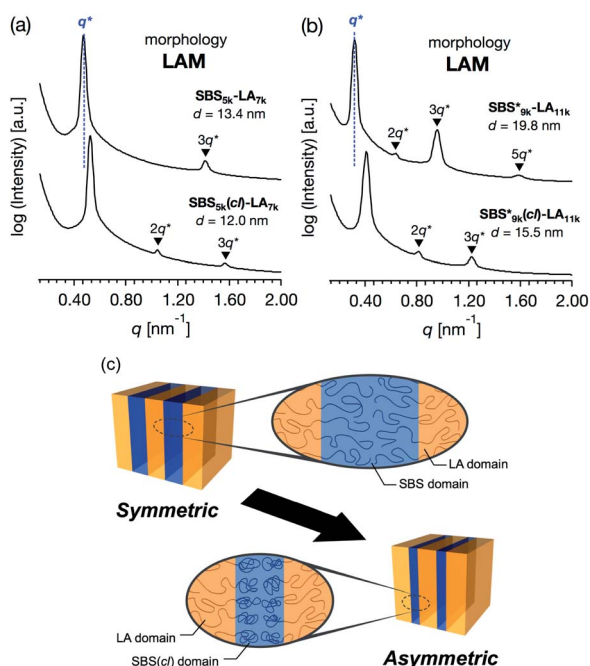 (a)
q*
morphology
LAM
SBS5k-LA7k
d = 13.4 nm
3q*
SBS5k(cl)-LA7k
d = 12.0 nm
2q*
3q*
log (Intensity) [a.u.]
0.40 0.80 1.20 1.60 2.00
q [nm-1]
(b)
q*
morphology
LAM
SBS*9k-LA11k
d = 19.8 nm
2q*
3q*
5q*
SBS*9k(cl)-LA11k
d = 15.5 nm
2q*
3q*
log (Intensity) [a.u.]
0.40 0.80 1.20 1.60 2.00
q [nm-1]
(c)
LA domain
SBS domain
Symmetric
LA domain
SBS(cl) domain
Asymmetric